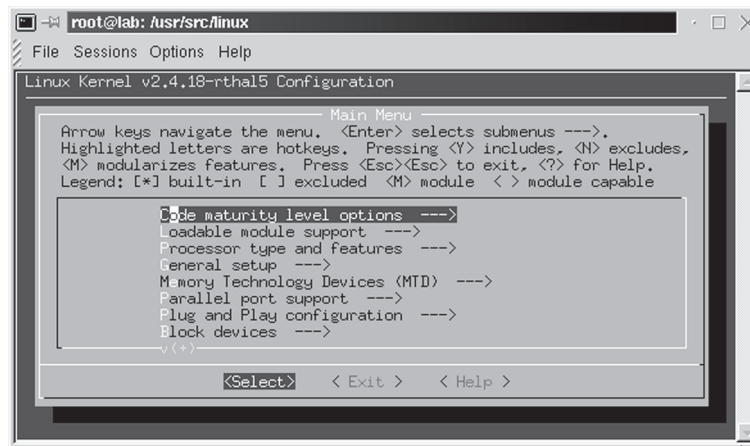 root@lab: /usr/src/linux
File Sessions Options Help
Linux Kernel v2.4.18-rthal5 Configuration
Main Menu
Arrow keys navigate the menu. <Enter> selects submenus --->.
Highlighted letters are hotkeys. Pressing <Y> includes, <N> excludes,
<M> modularizes features. Press <Esc><Esc> to exit, <?> for Help.
Legend: [*] built-in [ ] excluded <M> module < > module capable
Code maturity level options --->
Loadable module support --->
Processor type and features --->
General setup --->
Memory Technology Devices (MTD) --->
Parallel port support --->
Plug and Play configuration --->
Block devices --->
v(+)
<Select> < Exit > < Help >